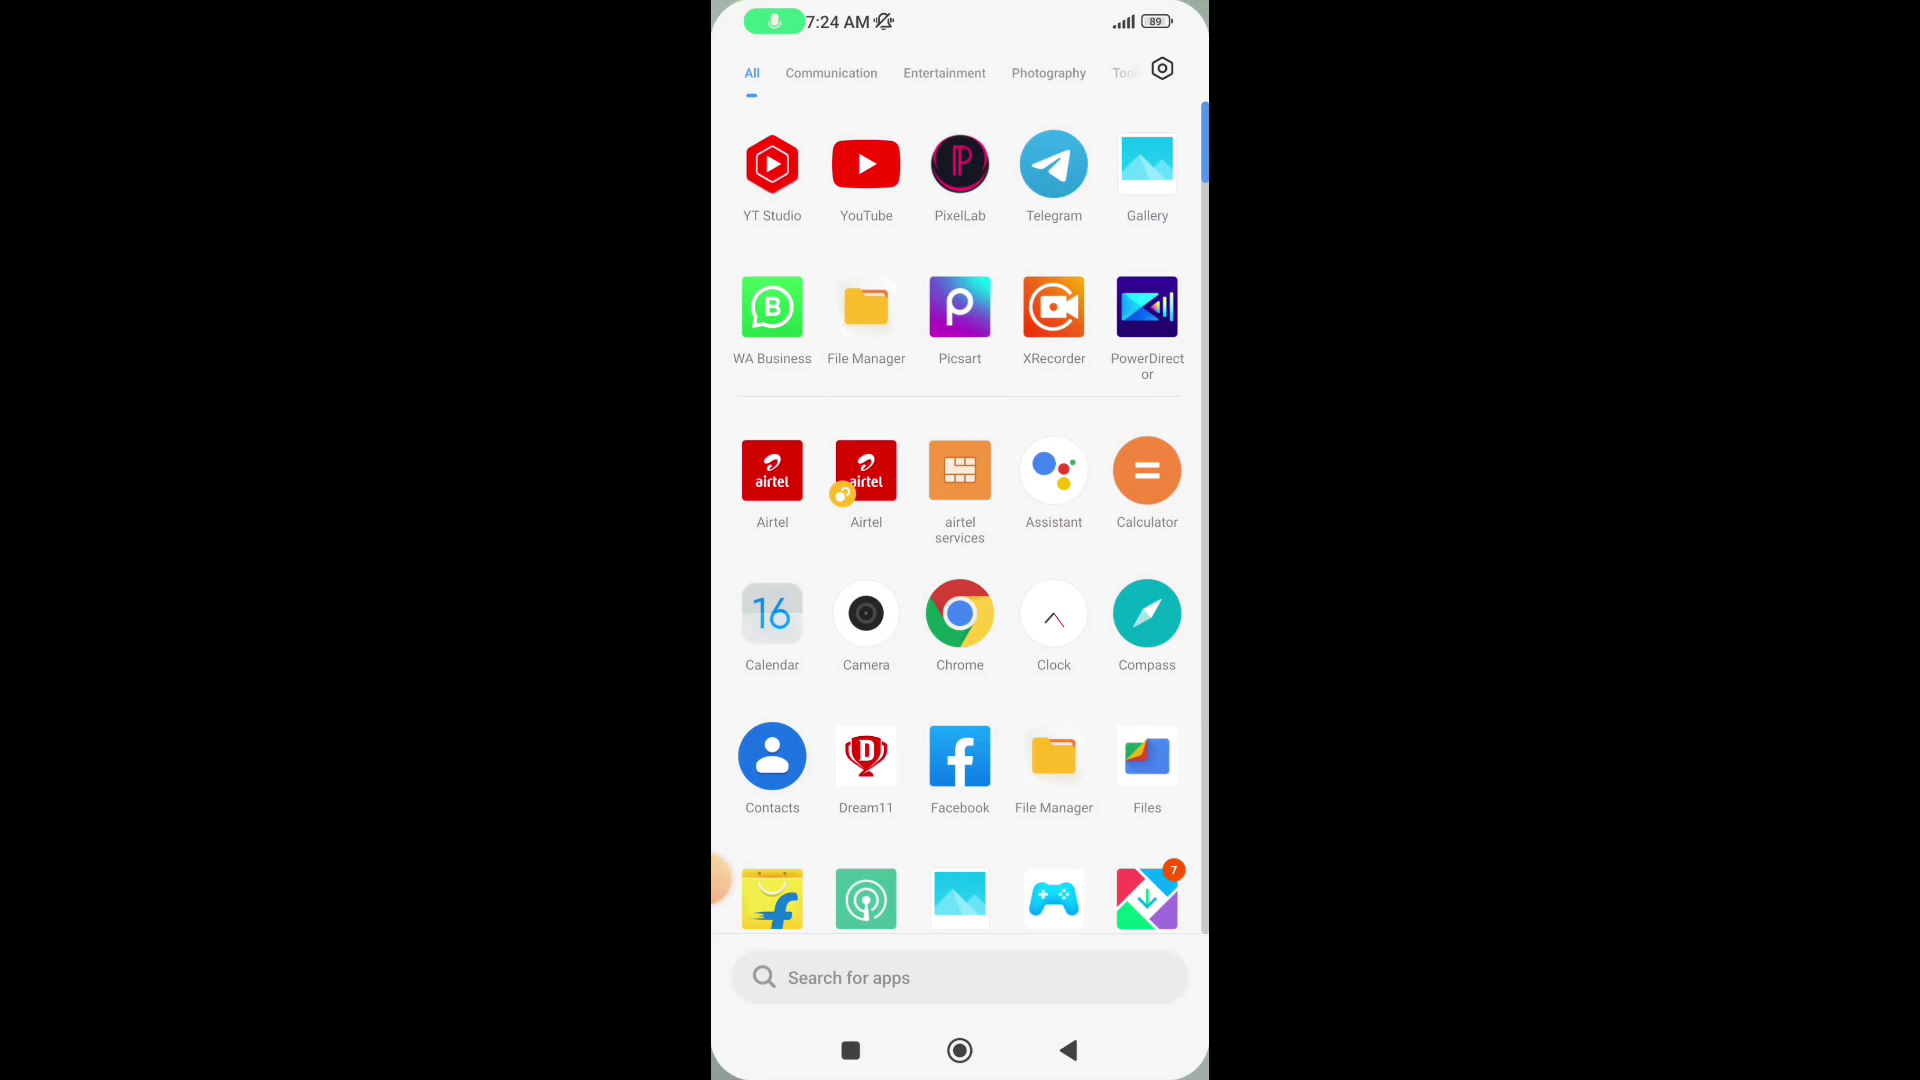 7:24 AM
89
All Communication Entertainment Photography Tool
YT Studio YouTube PixelLab Telegram Gallery
B
WA Business File Manager Picsart XRecorder PowerDirect
or
airtel airtel
Airtel Airtel airtel Assistant Calculator
services
16
Calendar Camera Chrome Clock Compass
D
Contacts Dream11 Facebook File Manager Files
7
Search for apps